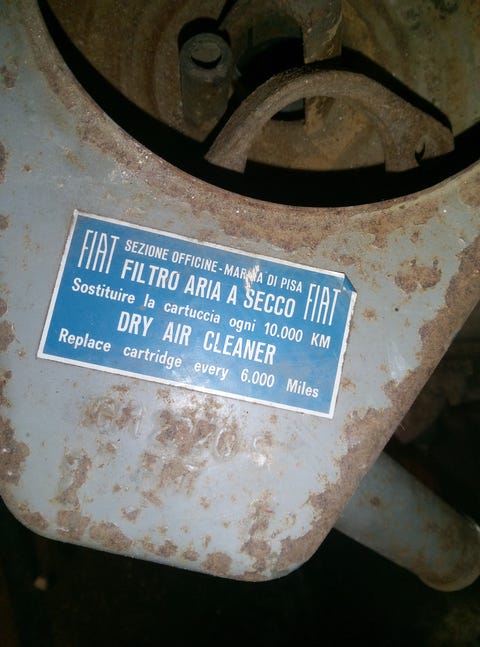 FIAT SEZIONE OFFICINE-MARINA DI PISA FIAT
FILTRO ARIA A SECCO
Sostituire la cartuccia ogni 10.000 KM
DRY AIR CLEANER
Replace cartridge every 6.000 Miles